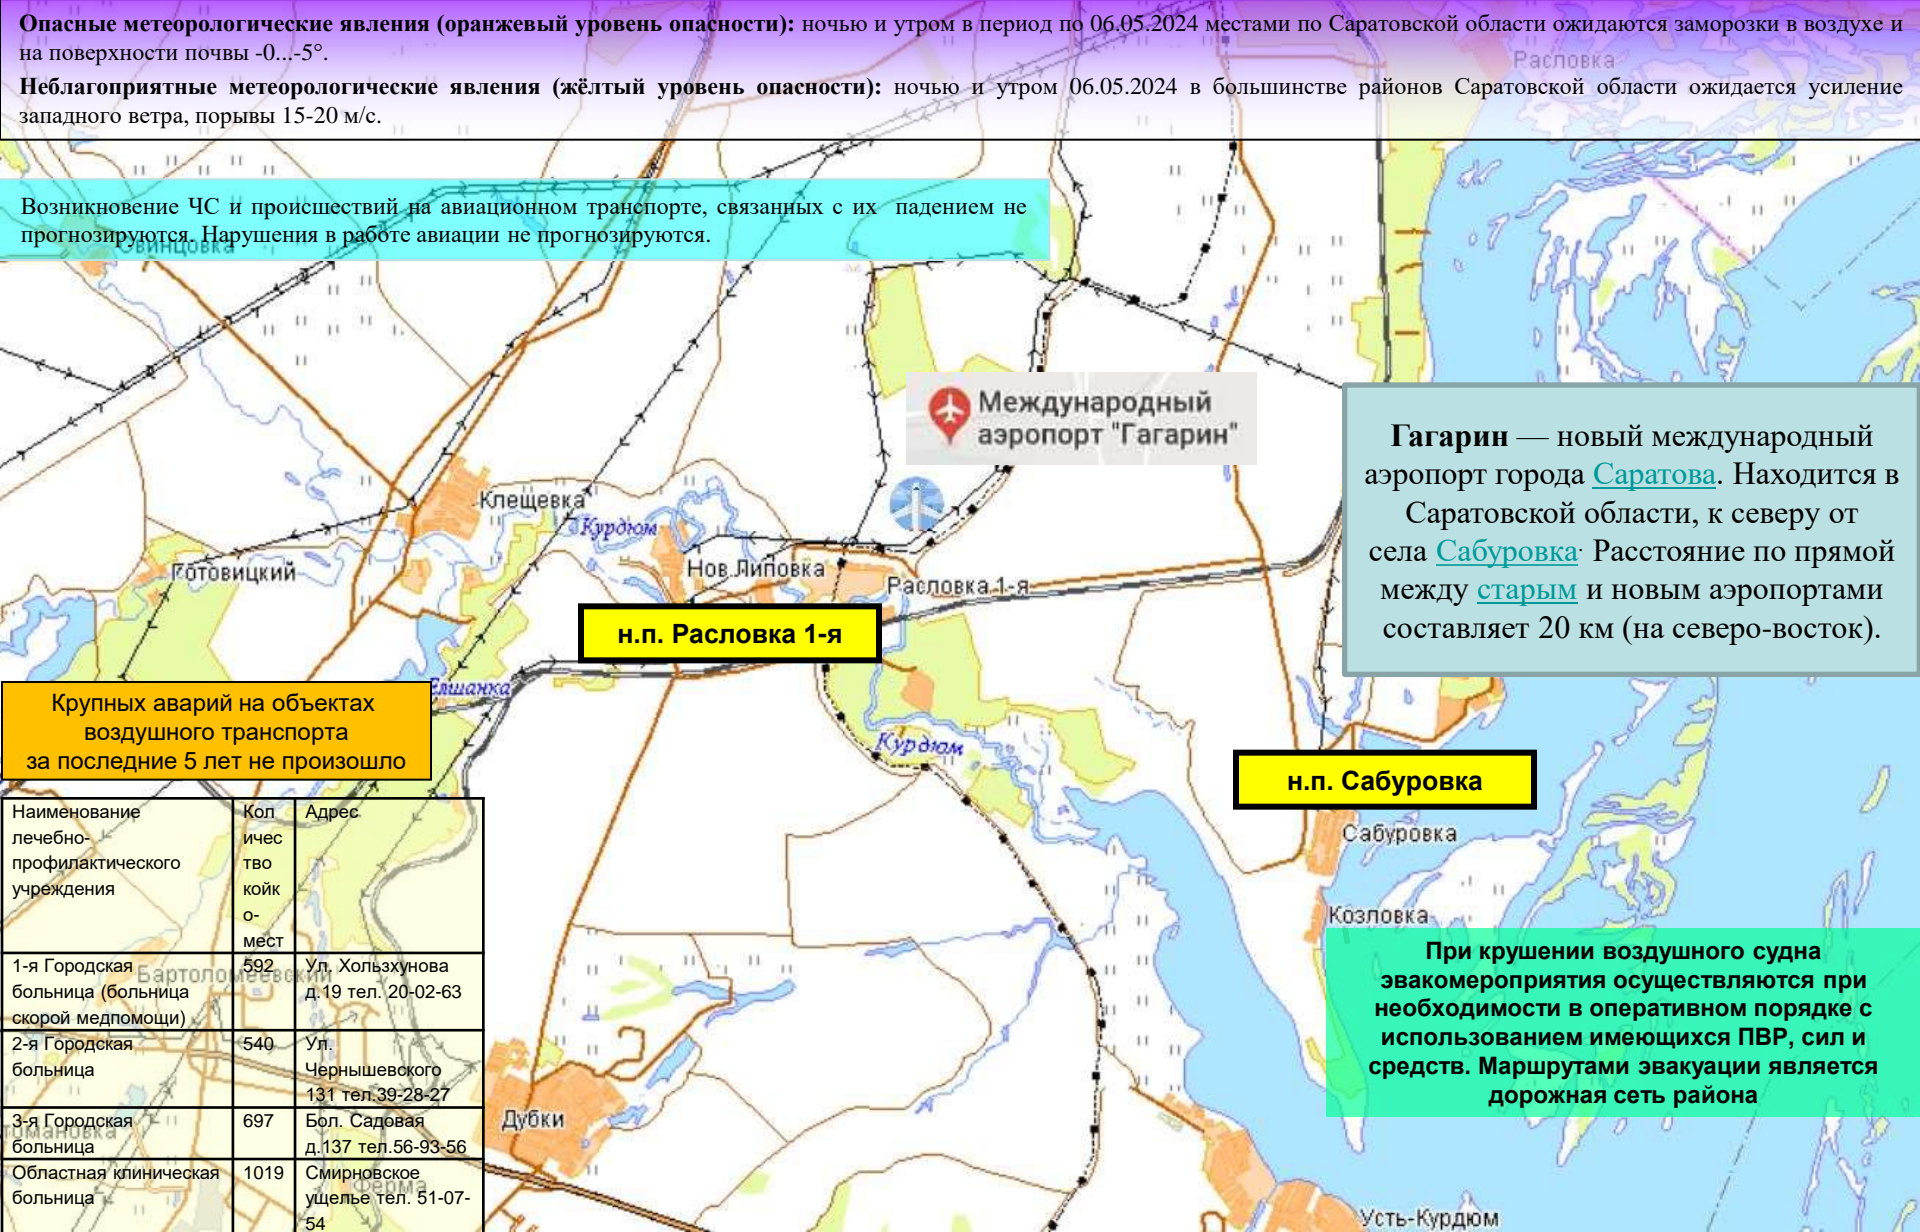 Опасные метеорологические явления (оранжевый уровень опасности): ночью и утром в период по 06.05.2024 местами по Саратовской области ожидаются заморозки в воздухе и
на поверхности почвы -0...-5°.
Неблагоприятные метеорологические явления (жёлтый уровень опасности): ночью и утром 06.05.2024 в большинстве районов Саратовской области ожидается усиление
западного ветра, порывы 15-20 м/с.
Расловка
Возникновение ЧС и происшествий на авиационном транспорте, связанных с их падением не
прогнозируются. Нарушения в работе авиации не прогнозируются.
Свинцовка
Международный
аэропорт "Гагарин"
Гагарин — новый международный
аэропорт города Саратова. Находится в
Саратовской области, к северу от
села Сабуровка. Расстояние по прямой
между старым и новым аэропортами
составляет 20 км (на северо-восток).
Клещевка
Курдюм
Готовицкий
Нов.Липовка
Расловка 1-я
н.п. Расловка 1-я
Елшанка
Курдюм
Крупных аварий на объектах
воздушного транспорта
за последние 5 лет не произошло
н.п. Сабуровка
Сабуровка
Козловка
При крушении воздушного судна
эвакомероприятия осуществляются при
необходимости в оперативном порядке с
использованием имеющихся ПВР, сил и
средств. Маршрутами эвакуации является
дорожная сеть района
Наименование
лечебно-
профилактического
учреждения
Кол
ичес
тво
койк
о-
мест
Адрес
1-я Городская
больница (больница
скорой медпомощи)
592
Ул. Хользхунова
д.19 тел. 20-02-63
Бартоломеевский
2-я Городская
больница
540
Ул.
Чернышевского
131 тел.39-28-27
3-я Городская
больница
697
Бол. Садовая
д.137 тел.56-93-56
Областная клиническая
больница
1019
Смирновское
ущелье тел. 51-07-
54
Ферма
Дубки
Усть-Курдюм